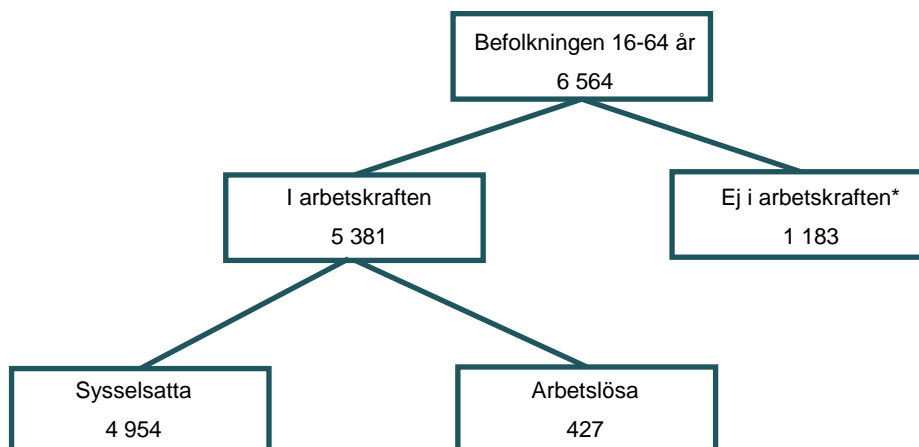 Befolkningen 16-64 år
6 564
I arbetskraften
5 381
Ej i arbetskraften*
1 183
Sysselsatta
4 954
Arbetslösa
427